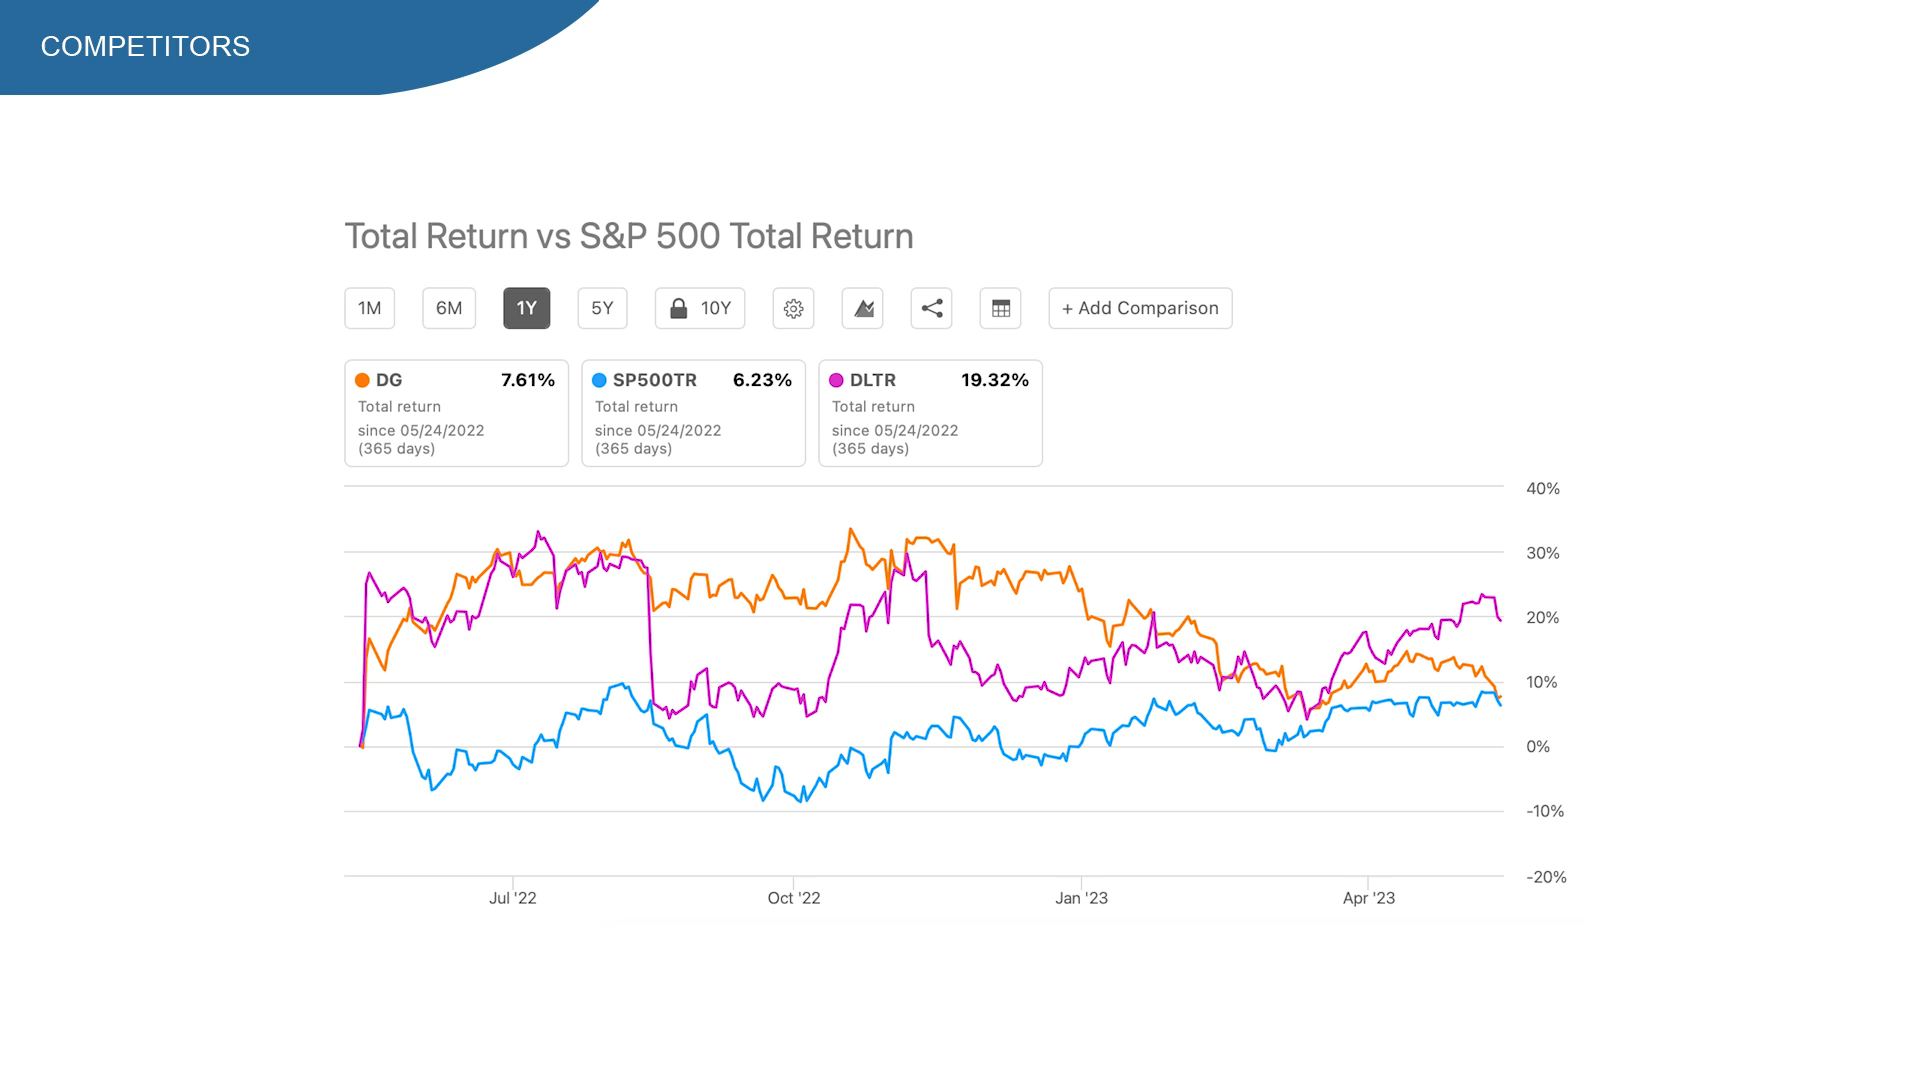 COMPETITORS
Total Return vs S&P 500 Total Return
1M 6M 1Y 5Y 10Y + Add Comparison
DG 7.61% SP500TR 6.23% DLTR 19.32%
Total return Total return Total return
since 05/24/2022 since 05/24/2022 since 05/24/2022
(365 days) (365 days) (365 days)
40%
30%
20%
10%
0%
-10%
-20%
Jul '22 Oct '22 Jan '23 Apr '23